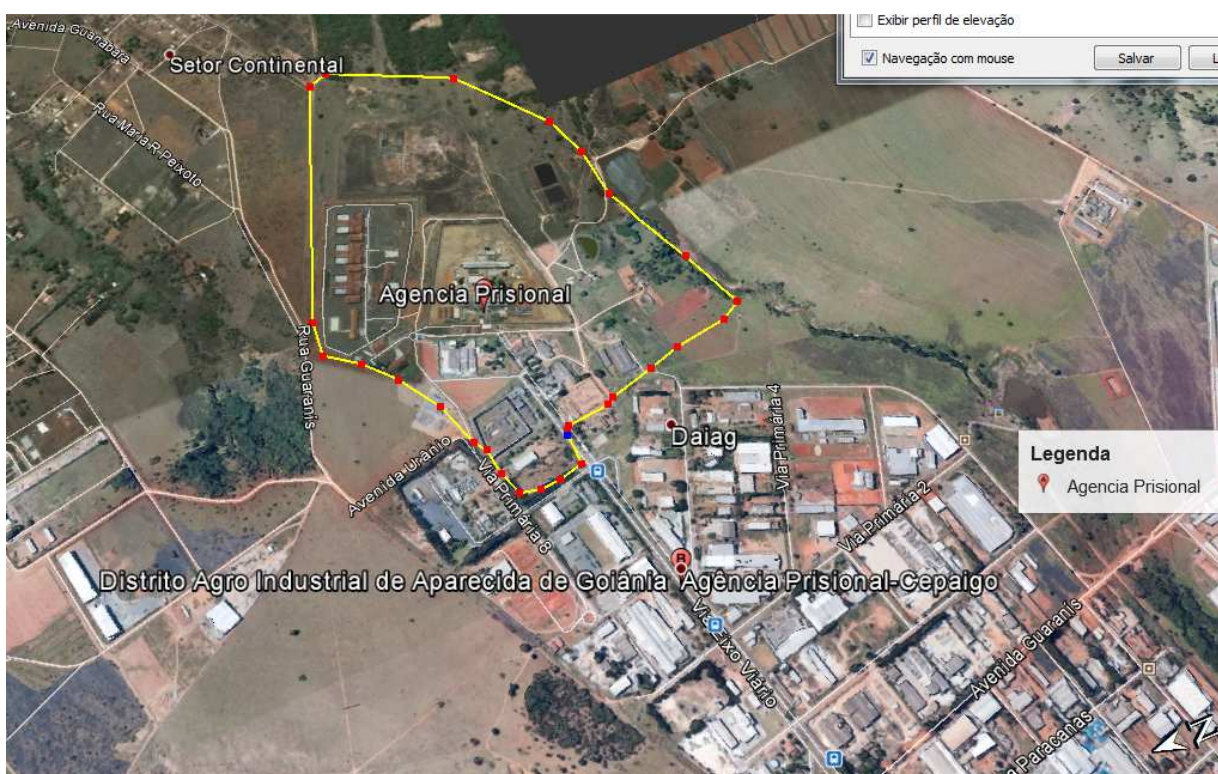 Exibir perfil de elevação
Navegação com mouse
Salvar
L
Avenida Guanabara
Setor Continental
Rua Maria R Peixoto
Agencia Prisional
Rua Guaranis
Daiag
Via Primária 4
Legenda
Agencia Prisional
Avenida Urânio
Via Primária 8
Via Primária 2
Distrito Agro Industrial de Aparecida de Goiânia
Agência Prisional-Cepaigo
Via Eixo Viario
Avenida Guaranis
a Paracanas
N